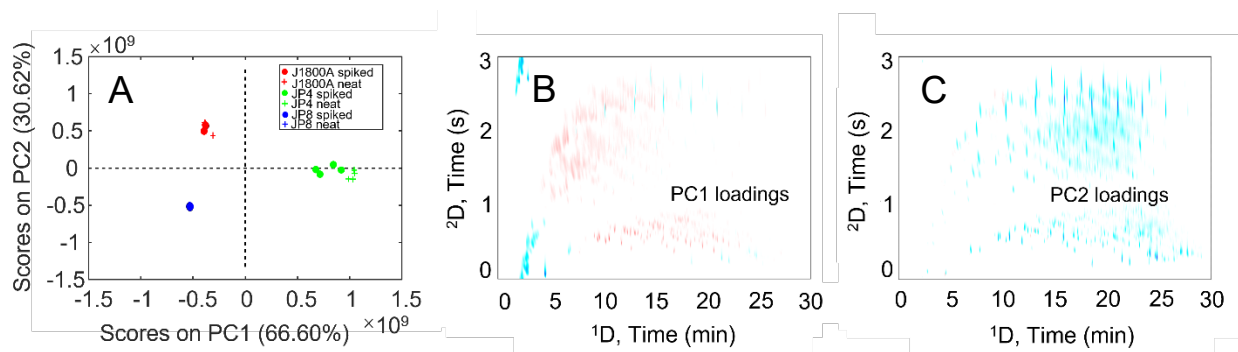 A
×10⁹
Scores on PC2 (30.62%)
1.5
1
0.5
0
-0.5
-1
-1.5
J1800A spiked
J1800A neat
JP4 spiked
JP4 neat
JP8 spiked
JP8 neat
-1.5 -1 -0.5 0 0.5 1 1.5
Scores on PC1 (66.60%) ×10⁹
B
²D, Time (s)
3
2
1
0
PC1 loadings
0 5 10 15 20 25 30
¹D, Time (min)
C
²D, Time (s)
3
2
1
0
PC2 loadings
0 5 10 15 20 25 30
¹D, Time (min)